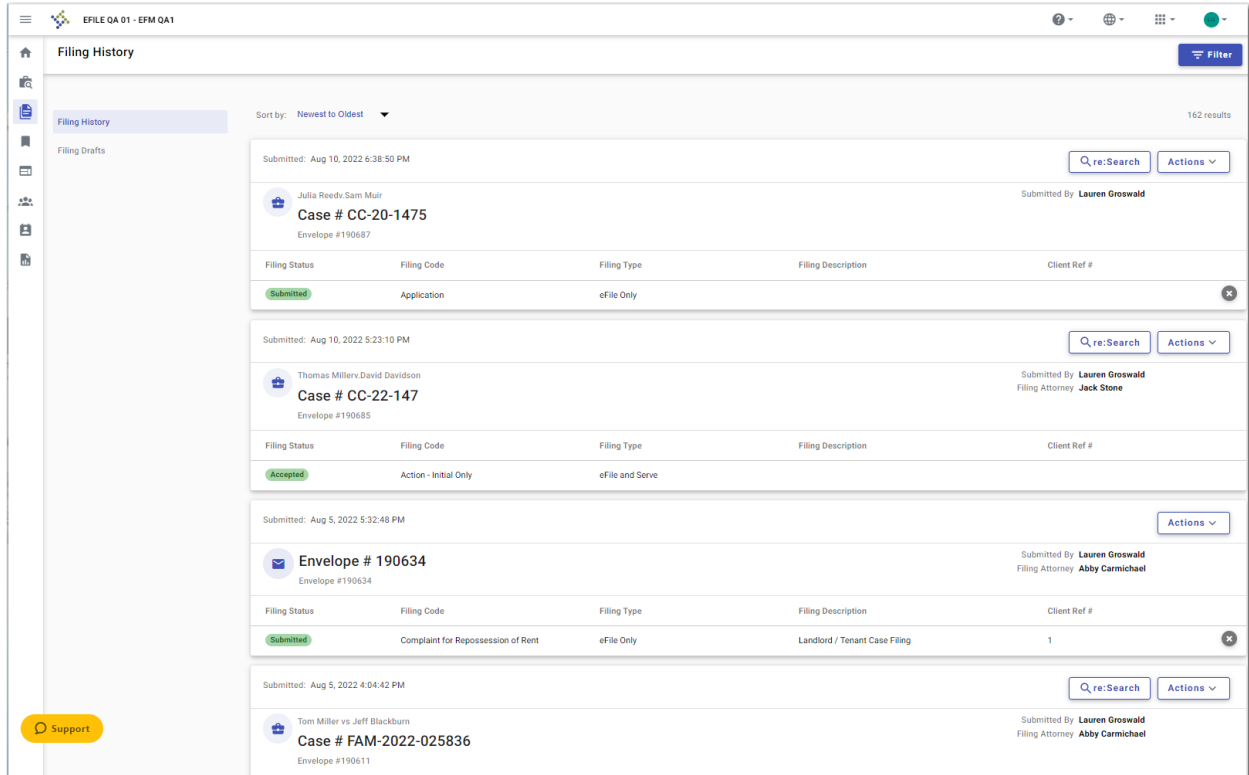 EFILE QA 01 - EFM QA1
Filing History
Filter
Filing History
Filing Drafts
Sort by: Newest to Oldest
162 results
Submitted: Aug 10, 2022 6:38:50 PM
re:Search Actions
Julia Reedv.Sam Muir
Submitted By Lauren Groswald
Case # CC-20-1475
Envelope #190687
Filing Status Filing Code Filing Type Filing Description Client Ref #
Submitted Application eFile Only
Submitted: Aug 10, 2022 5:23:10 PM
re:Search Actions
Thomas Millerv.David Davidson
Submitted By Lauren Groswald
Case # CC-22-147
Filing Attorney Jack Stone
Envelope #190685
Filing Status Filing Code Filing Type Filing Description Client Ref #
Accepted Action - Initial Only eFile and Serve
Submitted: Aug 5, 2022 5:32:48 PM
Actions
Envelope # 190634
Submitted By Lauren Groswald
Filing Attorney Abby Carmichael
Envelope #190634
Filing Status Filing Code Filing Type Filing Description Client Ref #
Submitted Complaint for Repossession of Rent eFile Only Landlord / Tenant Case Filing 1
Submitted: Aug 5, 2022 4:04:42 PM
re:Search Actions
Tom Miller vs Jeff Blackburn
Submitted By Lauren Groswald
Case # FAM-2022-025836
Filing Attorney Abby Carmichael
Envelope #190611
Support